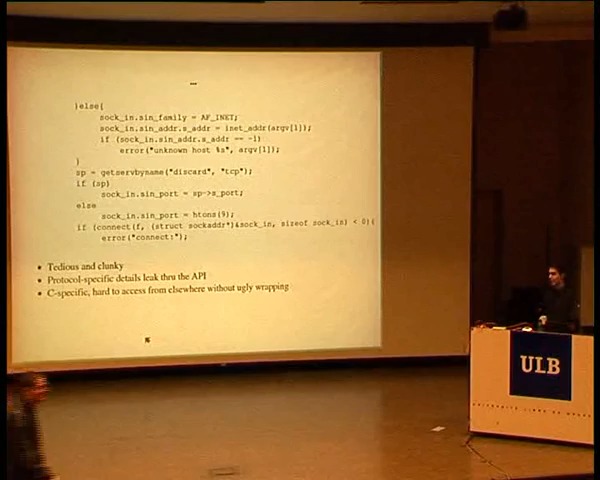 ...
}else{
sock_in.sin_family = AF_INET;
sock_in.sin_addr.s_addr = inet_addr(argv[1]);
if (sock_in.sin_addr.s_addr == -1)
error("unknown host %s", argv[1]);
}
sp = getservbyname("discard", "tcp");
if (sp)
sock_in.sin_port = sp->s_port;
else
sock_in.sin_port = htons(9);
if (connect(f, (struct sockaddr*)&sock_in, sizeof sock_in) < 0){
error("connect:");
• Tedious and clunky
• Protocol-specific details leak thru the API
• C-specific, hard to access from elsewhere without ugly wrapping
ULB
UNIVERSITÉ LIBRE DE